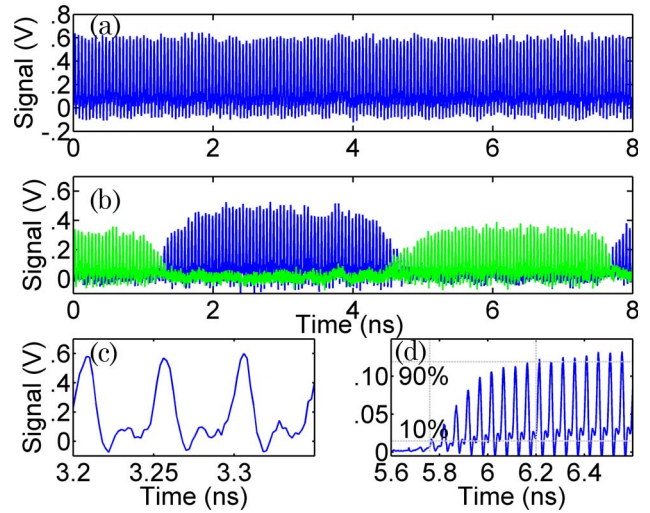 (a)
Signal (V)
.8
.6
.4
.2
0
-.2
0 2 4 6 8
(b)
Signal (V)
.6
.4
.2
0
0 2 4 6 8
Time (ns)
(c)
Signal (V)
.6
.4
.2
0
3.2 3.25 3.3
Time (ns)
(d)
.10
.05
0
90%
10%
5.6 5.8 6 6.2 6.4
Time (ns)